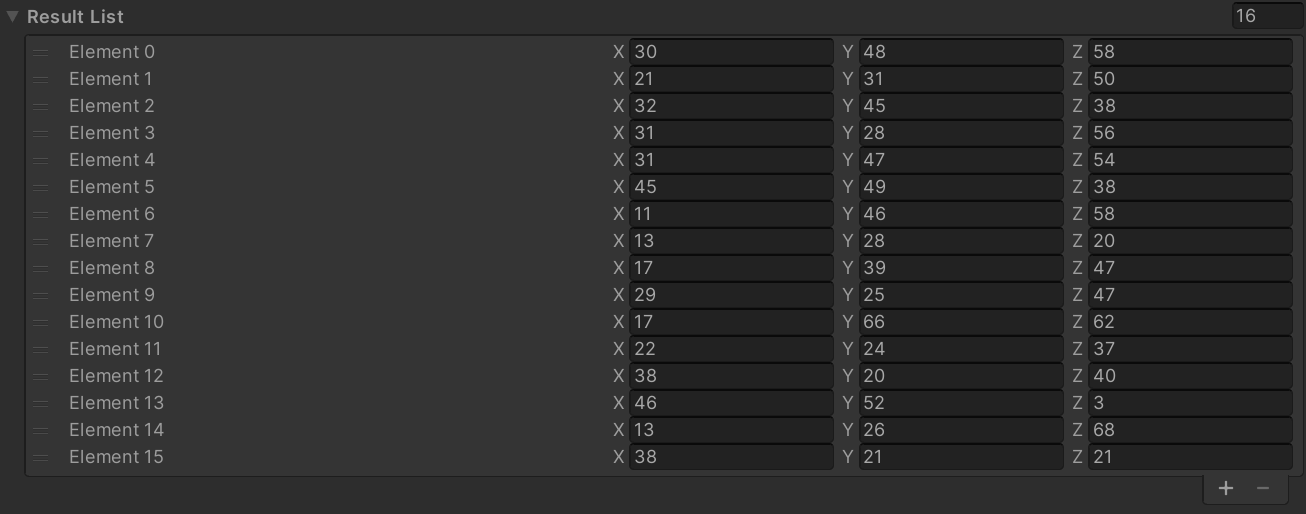 Result List 16
Element 0 X 30 Y 48 Z 58
Element 1 X 21 Y 31 Z 50
Element 2 X 32 Y 45 Z 38
Element 3 X 31 Y 28 Z 56
Element 4 X 31 Y 47 Z 54
Element 5 X 45 Y 49 Z 38
Element 6 X 11 Y 46 Z 58
Element 7 X 13 Y 28 Z 20
Element 8 X 17 Y 39 Z 47
Element 9 X 29 Y 25 Z 47
Element 10 X 17 Y 66 Z 62
Element 11 X 22 Y 24 Z 37
Element 12 X 38 Y 20 Z 40
Element 13 X 46 Y 52 Z 3
Element 14 X 13 Y 26 Z 68
Element 15 X 38 Y 21 Z 21
+ −